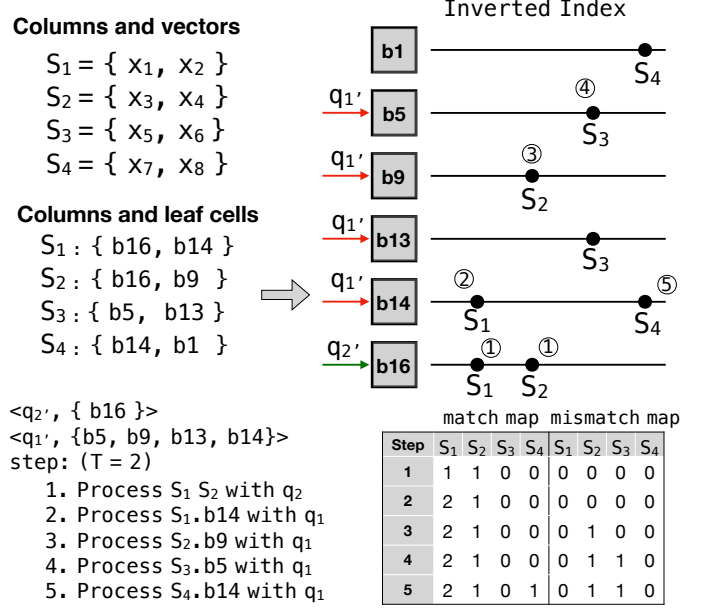 Columns and vectors
S1 = { x1, x2 }
S2 = { x3, x4 }
S3 = { x5, x6 }
S4 = { x7, x8 }
Columns and leaf cells
S1 : { b16, b14 }
S2 : { b16, b9 }
S3 : { b5, b13 }
S4 : { b14, b1 }
<q2′, { b16 }>
<q1′, {b5, b9, b13, b14}>
step: (T = 2)
1. Process S1 S2 with q2
2. Process S1.b14 with q1
3. Process S2.b9 with q1
4. Process S3.b5 with q1
5. Process S4.b14 with q1
Inverted Index
b1
S4
q1′ b5 ④
S3
q1′ b9 ③
S2
q1′ b13
S3
q1′ b14 ② ⑤
S1 S4
q2′ b16 ① ①
S1 S2
match map mismatch map
Step S1 S2 S3 S4 S1 S2 S3 S4
1 1 1 0 0 0 0 0 0
2 2 1 0 0 0 0 0 0
3 2 1 0 0 0 1 0 0
4 2 1 0 0 0 1 1 0
5 2 1 0 1 0 1 1 0